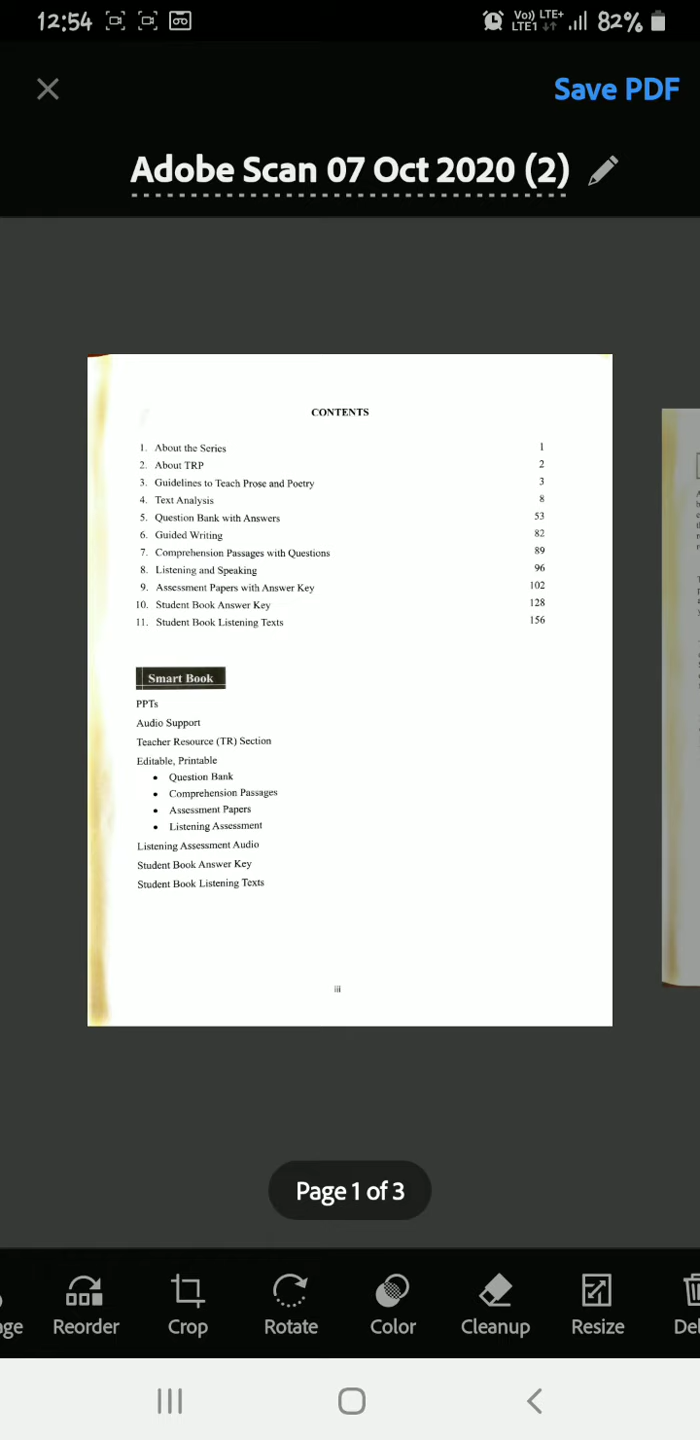 12:54
Vo)) LTE+
LTE1
82%
Save PDF
Adobe Scan 07 Oct 2020 (2)
CONTENTS
1. About the Series 1
2. About TRP 2
3. Guidelines to Teach Prose and Poetry 3
4. Text Analysis 8
5. Question Bank with Answers 53
6. Guided Writing 82
7. Comprehension Passages with Questions 89
8. Listening and Speaking 96
9. Assessment Papers with Answer Key 102
10. Student Book Answer Key 128
11. Student Book Listening Texts 156
Smart Book
PPTs
Audio Support
Teacher Resource (TR) Section
Editable, Printable
• Question Bank
• Comprehension Passages
• Assessment Papers
• Listening Assessment
Listening Assessment Audio
Student Book Answer Key
Student Book Listening Texts
iii
Page 1 of 3
Reorder Crop Rotate Color Cleanup Resize